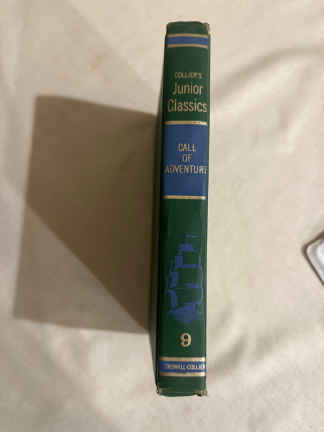 COLLIER'S
Junior
Classics
CALL
OF
ADVENTURE
9
CROWELL-COLLIER